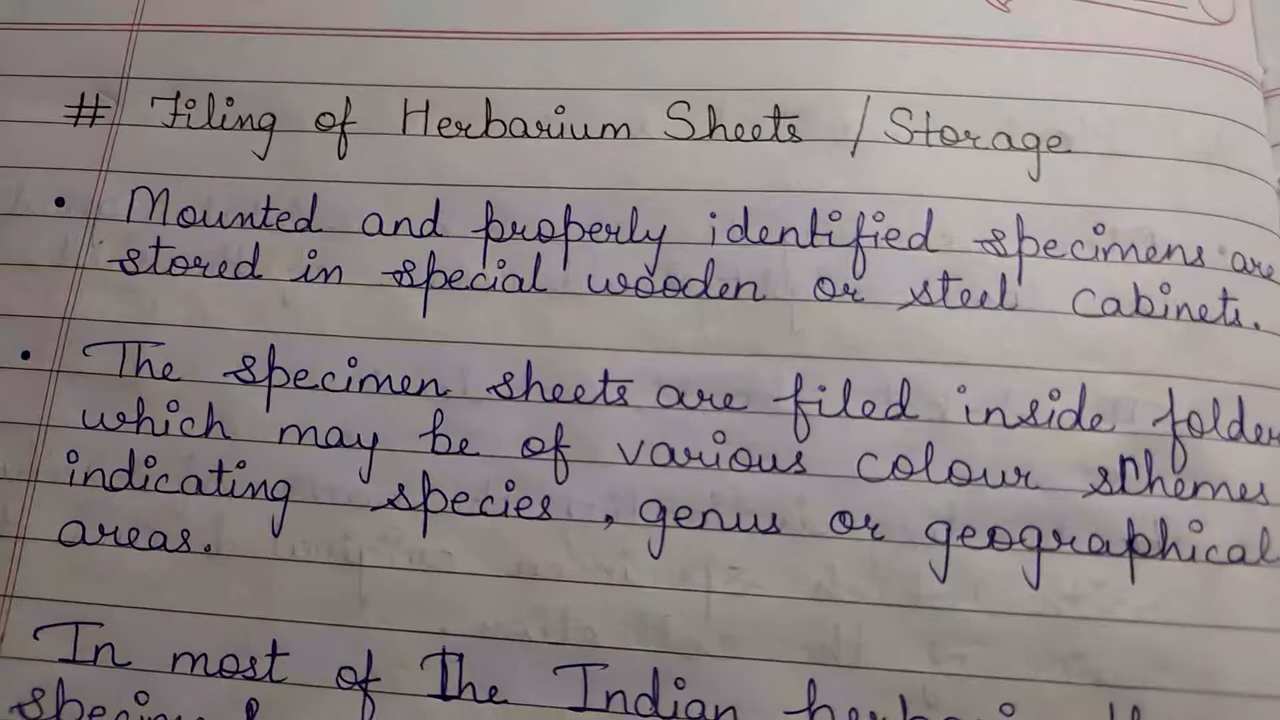 # Filing of Herbarium Sheets / Storage
• Mounted and properly identified specimens are
stored in special wooden or steel cabinets.
• The specimen sheets are filed inside folder
which may be of various colour schemes
indicating species, genus or geographical
areas.
In most of the Indian